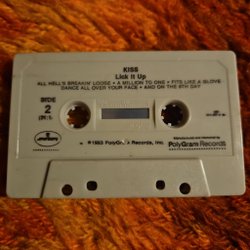 KISS
Lick It Up
ALL HELL'S BREAKIN' LOOSE • A MILLION TO ONE • FITS LIKE A GLOVE
DANCE ALL OVER YOUR FACE • AND ON THE 8TH DAY
SIDE
2
Manufactured and Marketed by
PolyGram Records
℗ 1983 PolyGram Records, Inc.